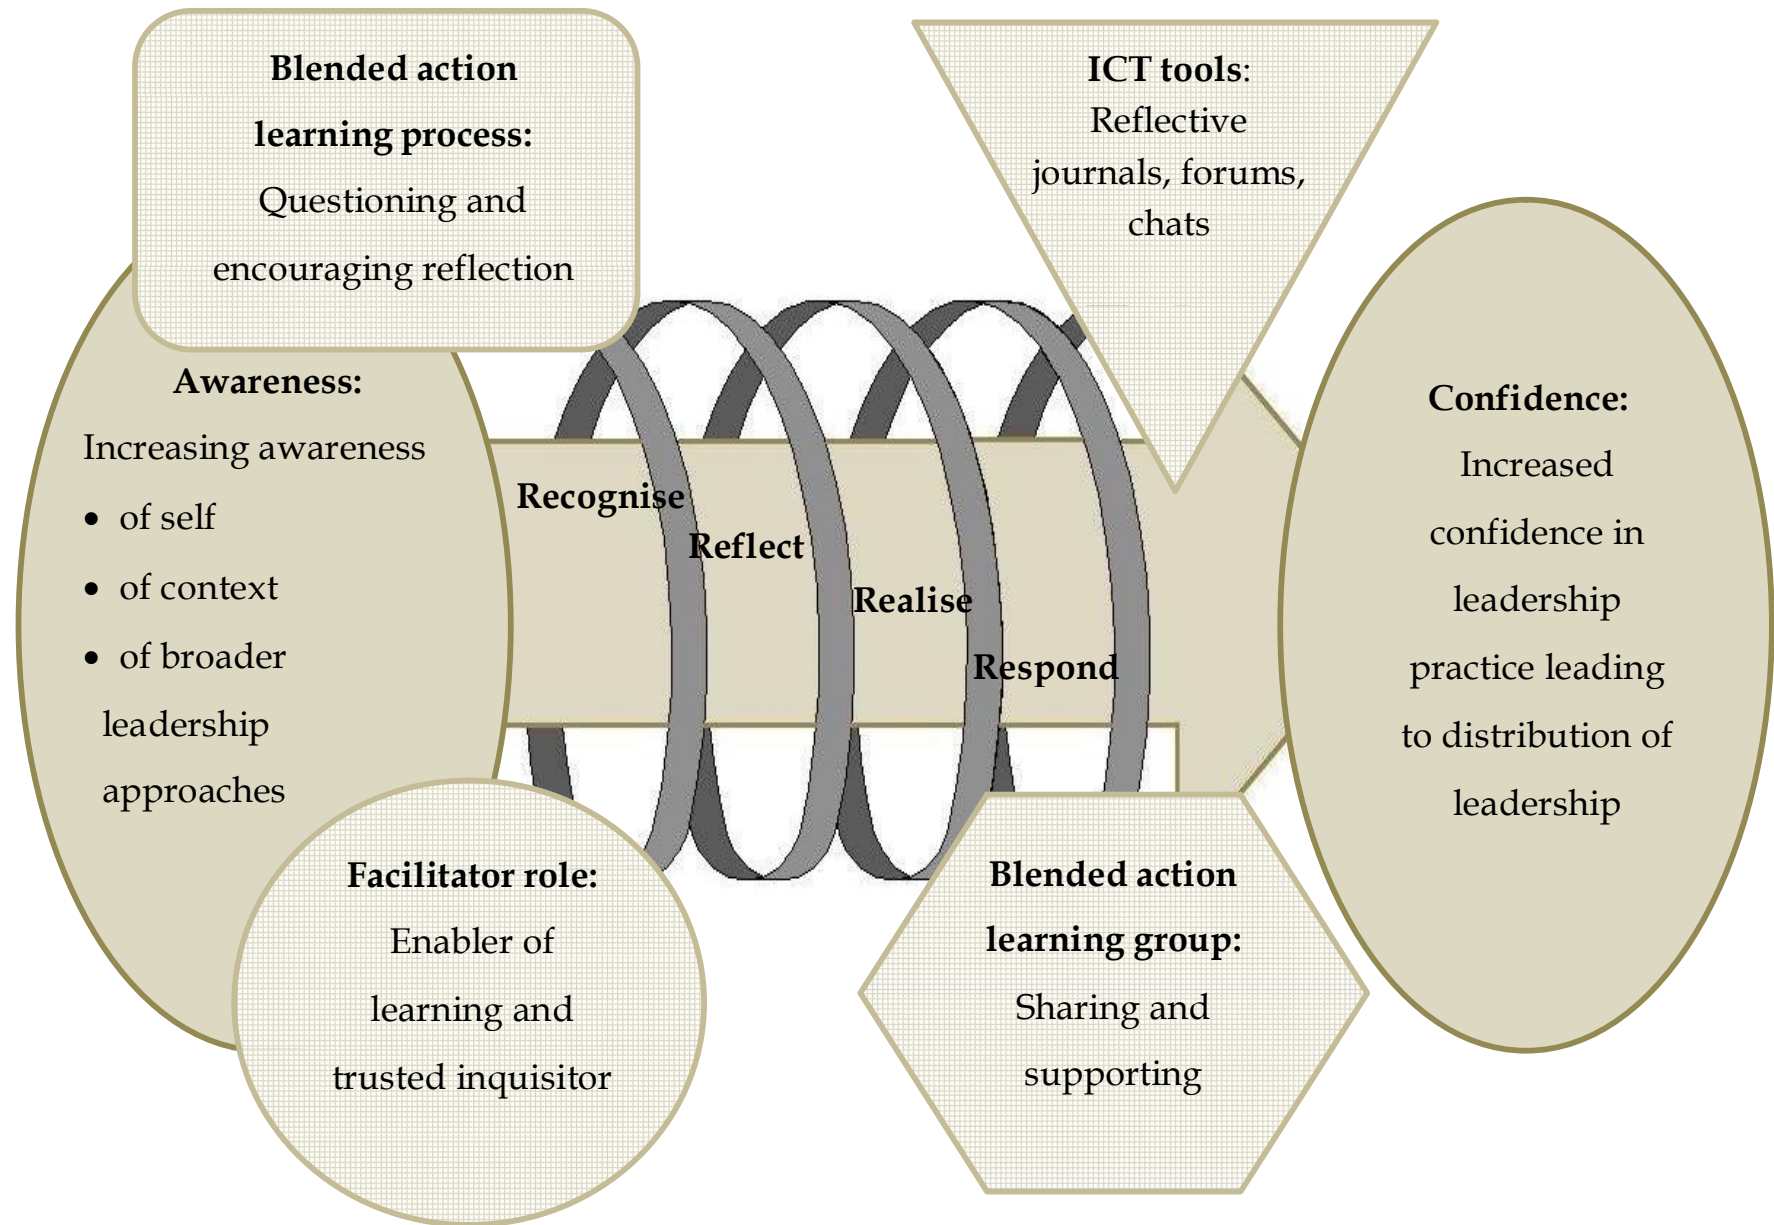 Blended action
learning process:
Questioning and
encouraging reflection
ICT tools:
Reflective
journals, forums,
chats
Awareness:
Increasing awareness
• of self
• of context
• of broader
leadership
approaches
Recognise
Reflect
Realise
Respond
Confidence:
Increased
confidence in
leadership
practice leading
to distribution of
leadership
Facilitator role:
Enabler of
learning and
trusted inquisitor
Blended action
learning group:
Sharing and
supporting